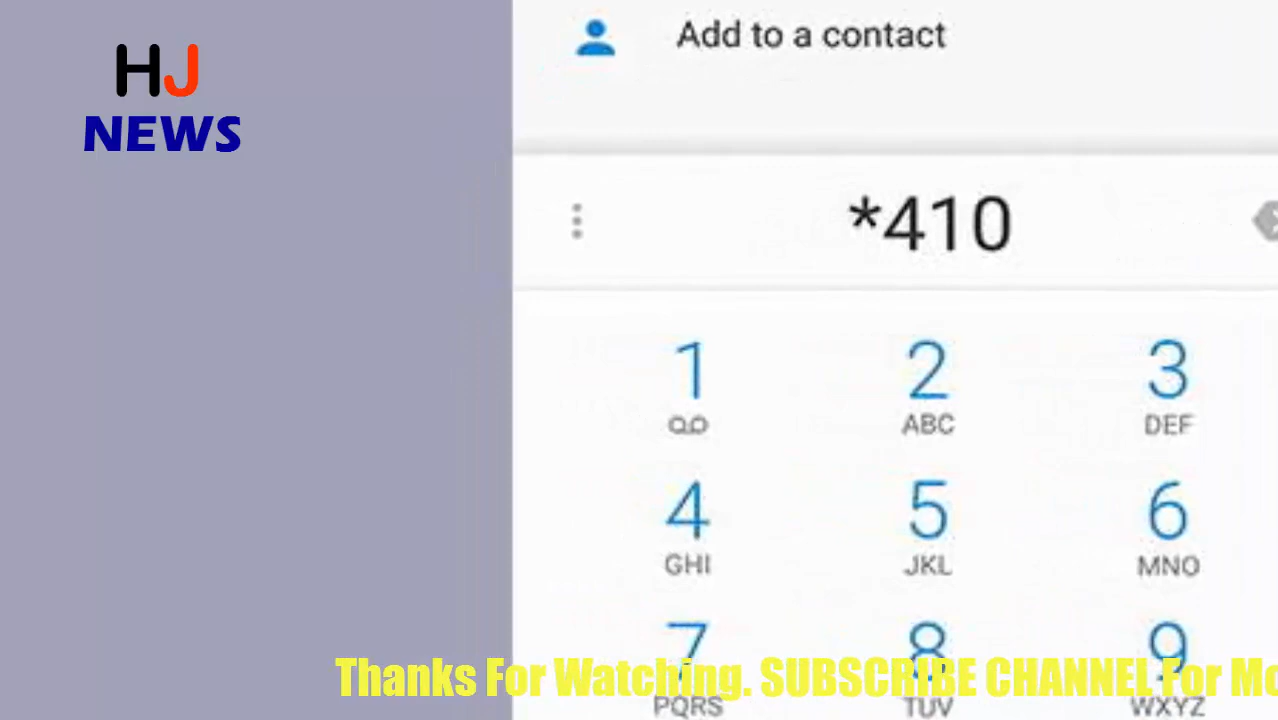 HJ
NEWS
Add to a contact
*410
1
2
ABC
3
DEF
4
GHI
5
JKL
6
MNO
7
PQRS
8
TUV
9
WXYZ
Thanks For Watching. SUBSCRIBE CHANNEL For Mo